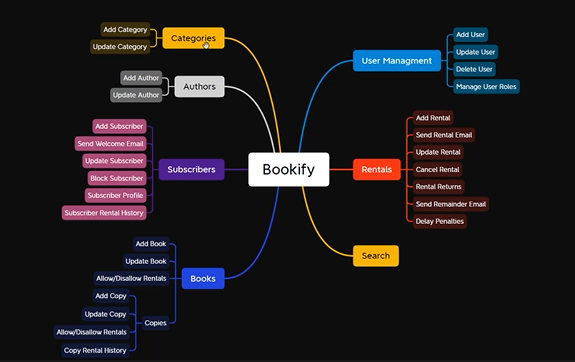 Add Category
Update Category
Categories
Add Author
Update Author
Authors
Add Subscriber
Send Welcome Email
Update Subscriber
Block Subscriber
Subscriber Profile
Subscriber Rental History
Subscribers
Add Book
Update Book
Allow/Disallow Rentals
Books
Add Copy
Update Copy
Allow/Disallow Rentals
Copy Rental History
Copies
Bookify
User Managment
Add User
Update User
Delete User
Manage User Roles
Rentals
Add Rental
Send Rental Email
Update Rental
Cancel Rental
Rental Returns
Send Remainder Email
Delay Penalties
Search